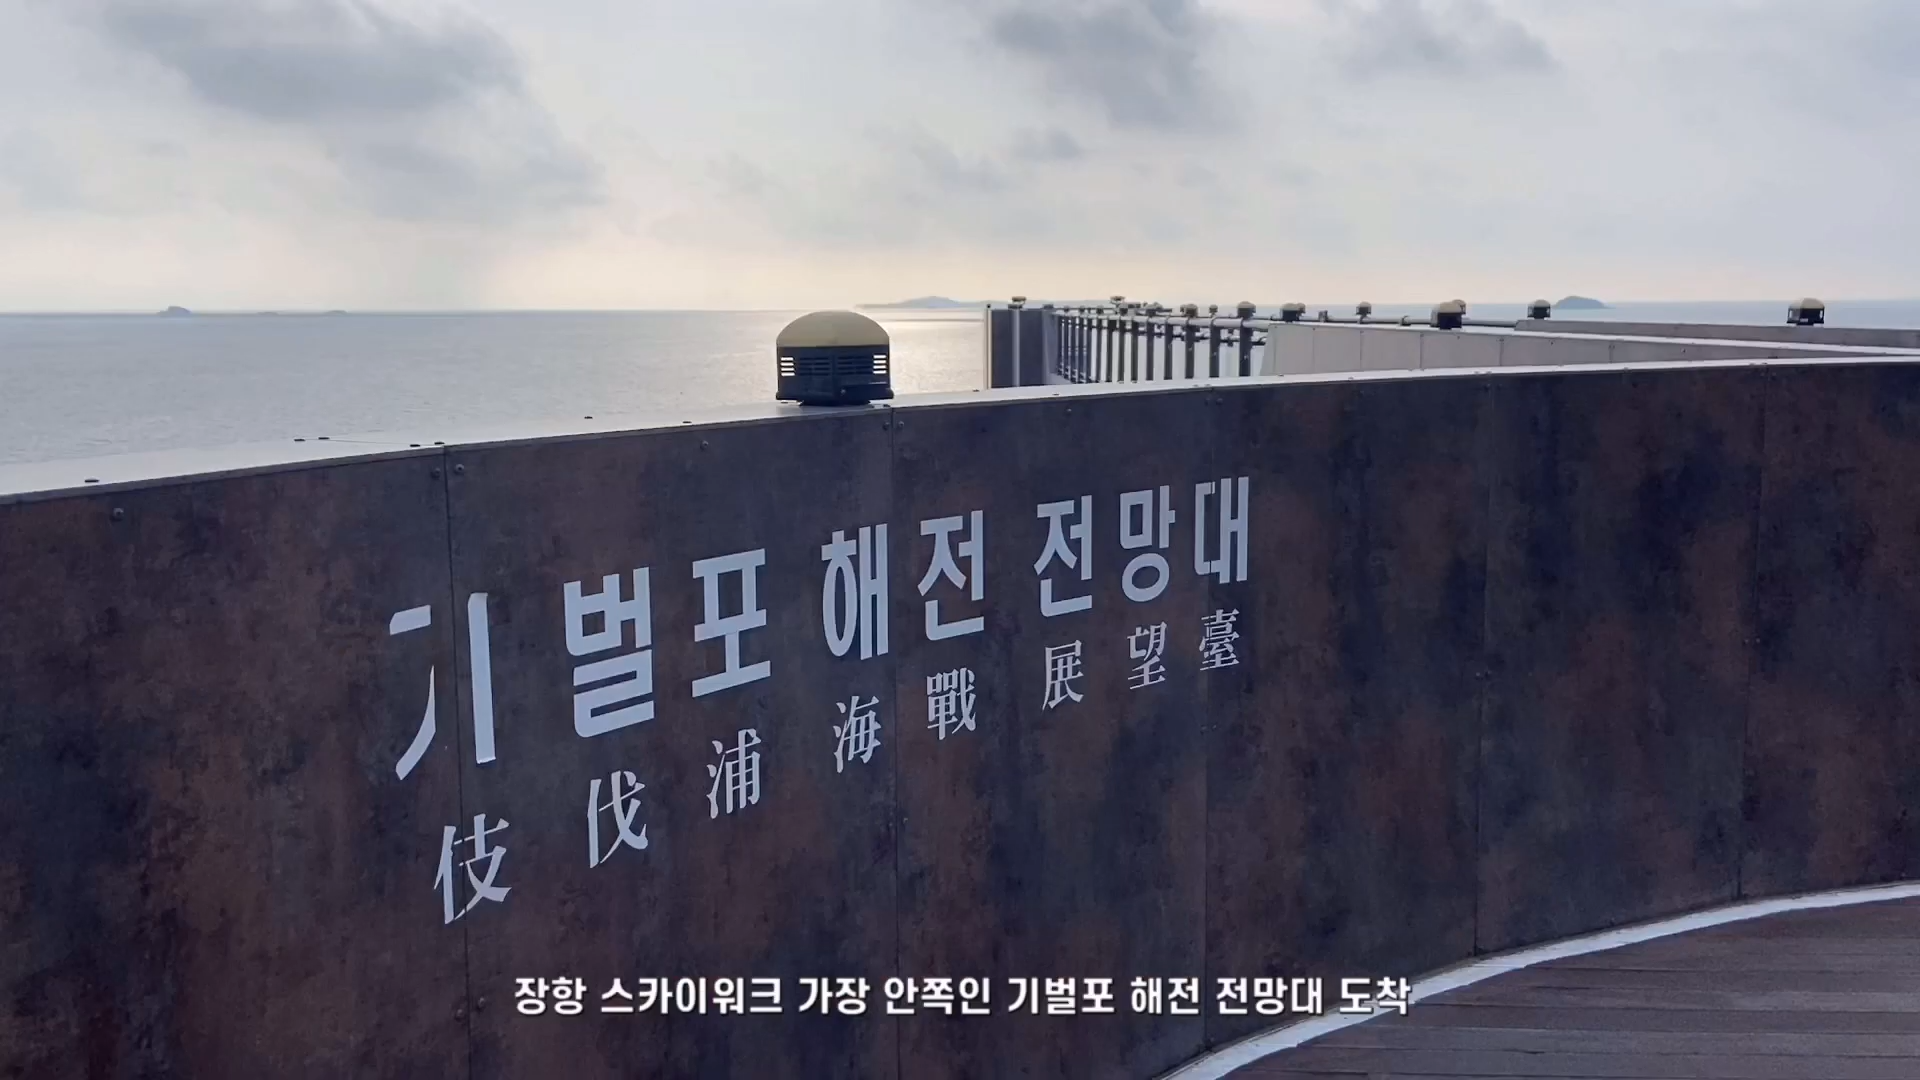 기벌포 해전 전망대
伎伐浦 海戰 展望臺
장항 스카이워크 가장 안쪽인 기벌포 해전 전망대 도착